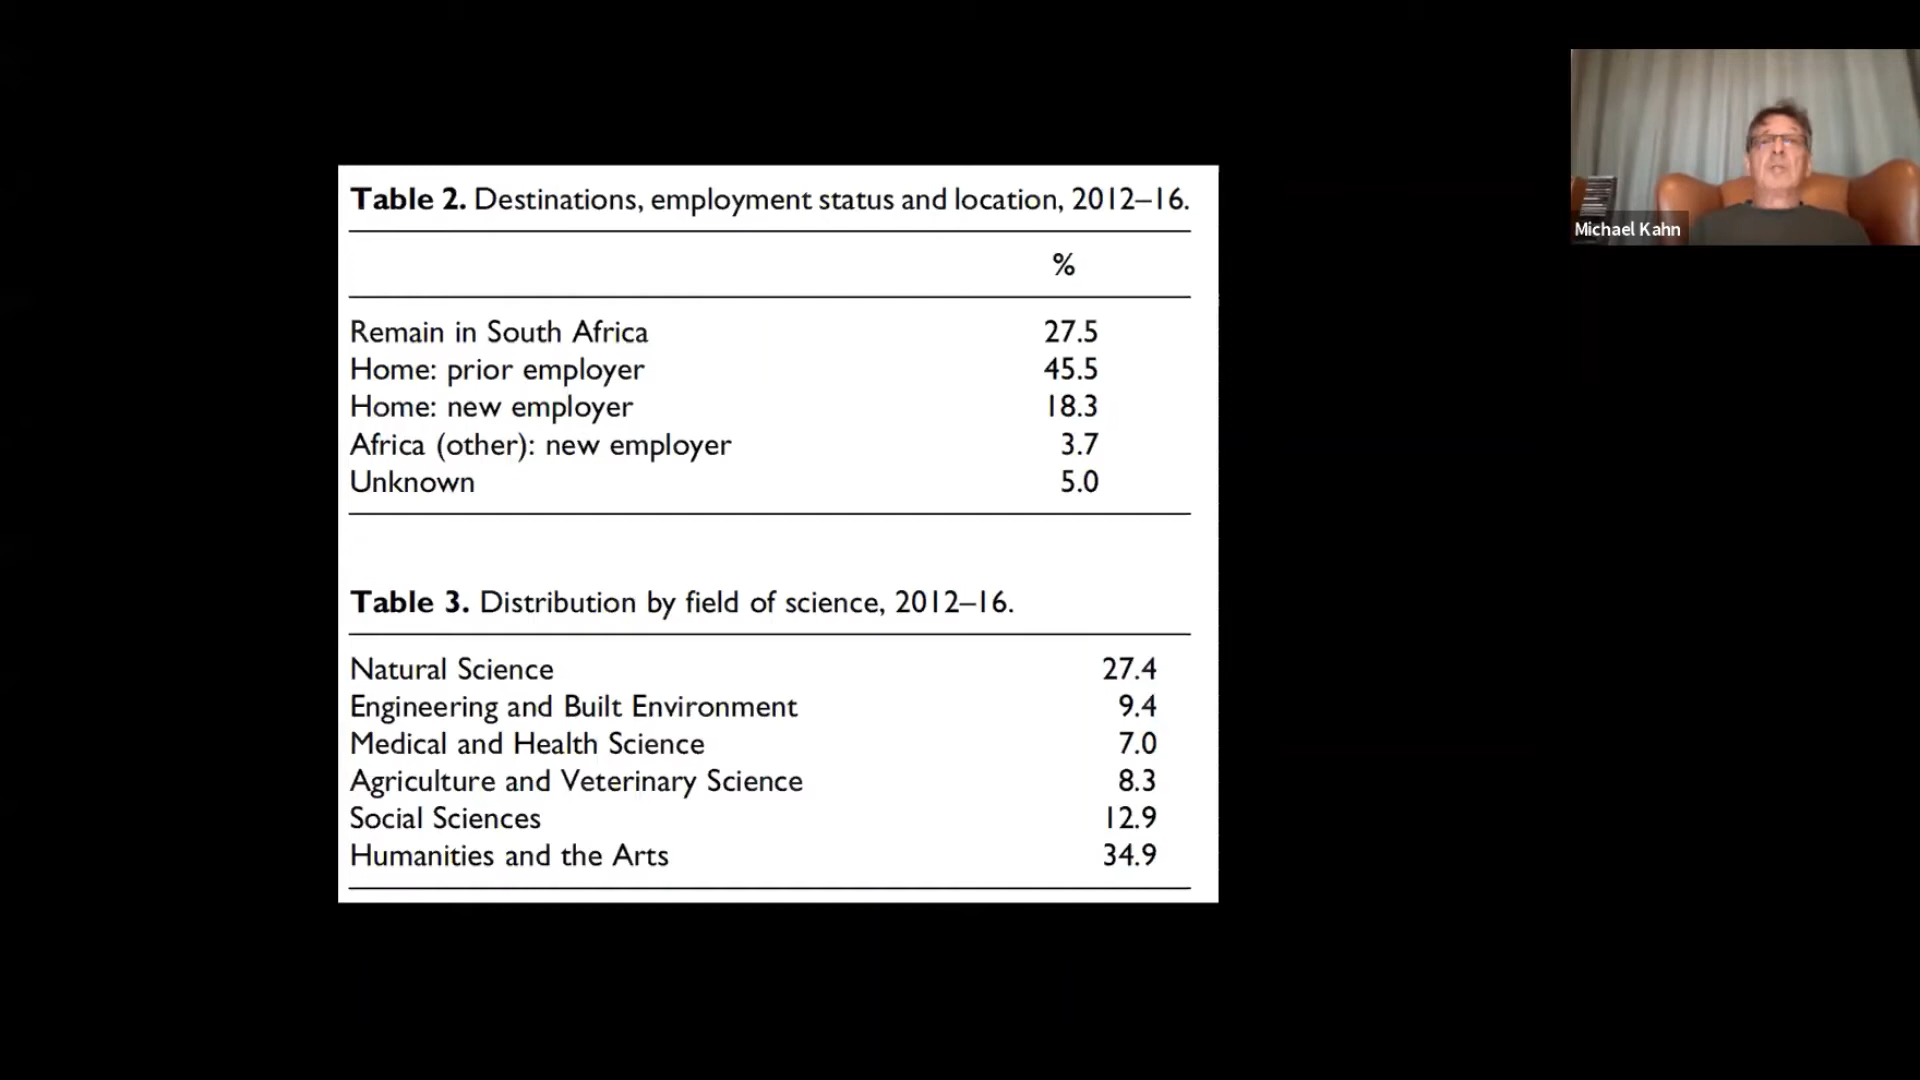 Table 2. Destinations, employment status and location, 2012–16.
%
Remain in South Africa 27.5
Home: prior employer 45.5
Home: new employer 18.3
Africa (other): new employer 3.7
Unknown 5.0
Table 3. Distribution by field of science, 2012–16.
Natural Science 27.4
Engineering and Built Environment 9.4
Medical and Health Science 7.0
Agriculture and Veterinary Science 8.3
Social Sciences 12.9
Humanities and the Arts 34.9
Michael Kahn